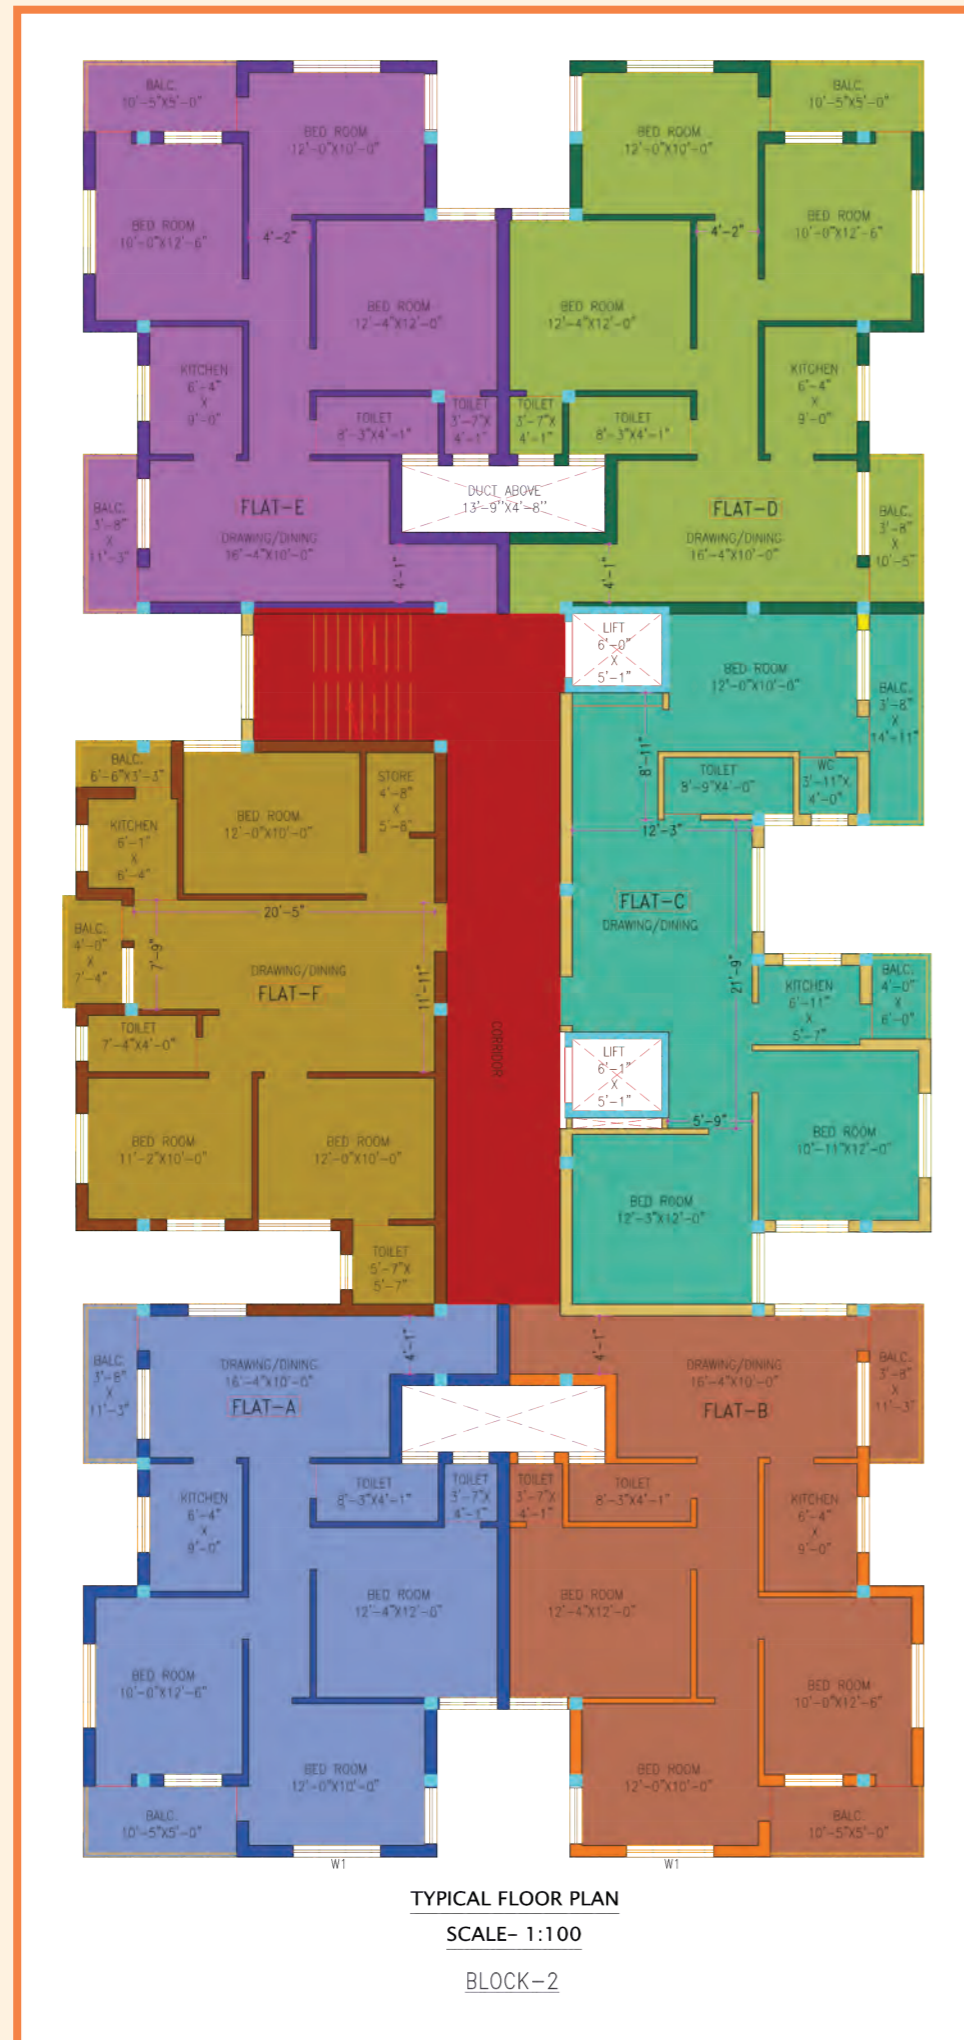 BALC.
10'-5"X5'-0"
BED ROOM
12'-0"X10'-0"
BED ROOM
10'-0"X12'-6"
4'-2"
BED ROOM
12'-4"X12'-0"
KITCHEN
6'-4"
X
9'-0"
TOILET
8'-3"X4'-1"
TOILET
3'-7"X
4'-1"
BALC.
3'-8"
X
11'-3"
FLAT-E
DRAWING/DINING
16'-4"X10'-0"
4'-1"
DUCT ABOVE
13'-9"X4'-8"
BED ROOM
12'-0"X10'-0"
BALC.
10'-5"X5'-0"
4'-2"
BED ROOM
10'-0"X12'-6"
BED ROOM
12'-4"X12'-0"
KITCHEN
6'-4"
X
9'-0"
TOILET
3'-7"X
4'-1"
TOILET
8'-3"X4'-1"
FLAT-D
DRAWING/DINING
16'-4"X10'-0"
4'-1"
BALC.
3'-8"
X
10'-5"
LIFT
6'-0"
X
5'-1"
BED ROOM
12'-0"X10'-0"
BALC.
3'-8"
X
14'-11"
8'-11"
TOILET
8'-9"X4'-0"
WC
3'-11"X
4'-0"
12'-3"
FLAT-C
DRAWING/DINING
21'-9"
KITCHEN
6'-11"
X
5'-7"
BALC.
4'-0"
X
6'-0"
LIFT
6'-1"
X
5'-1"
5'-9"
BED ROOM
10'-11"X12'-0"
BED ROOM
12'-3"X12'-0"
CORRIDOR
BALC.
6'-6"X3'-3"
BED ROOM
12'-0"X10'-0"
STORE
4'-8"
X
5'-8"
KITCHEN
6'-1"
X
6'-4"
20'-5"
BALC.
4'-0"
X
7'-4"
7'-9"
DRAWING/DINING
FLAT-F
11'-11"
TOILET
7'-4"X4'-0"
BED ROOM
11'-2"X10'-0"
BED ROOM
12'-0"X10'-0"
TOILET
5'-7"X
5'-7"
BALC.
3'-8"
X
11'-3"
DRAWING/DINING
16'-4"X10'-0"
FLAT-A
4'-1"
KITCHEN
6'-4"
X
9'-0"
TOILET
8'-3"X4'-1"
TOILET
3'-7"X
4'-1"
BED ROOM
12'-4"X12'-0"
BED ROOM
10'-0"X12'-6"
BED ROOM
12'-0"X10'-0"
BALC.
10'-5"X5'-0"
W1
4'-1"
DRAWING/DINING
16'-4"X10'-0"
FLAT-B
BALC.
3'-8"
X
11'-3"
TOILET
3'-7"X
4'-1"
TOILET
8'-3"X4'-1"
KITCHEN
6'-4"
X
9'-0"
BED ROOM
12'-4"X12'-0"
BED ROOM
10'-0"X12'-6"
BED ROOM
12'-0"X10'-0"
BALC.
10'-5"X5'-0"
W1
TYPICAL FLOOR PLAN
SCALE- 1:100
BLOCK-2